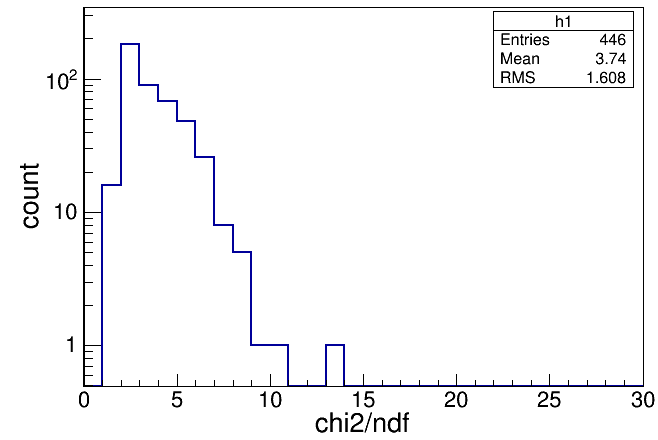 h1
Entries 446
Mean 3.74
RMS 1.608
count
10²
10
1
0 5 10 15 20 25 30
chi2/ndf